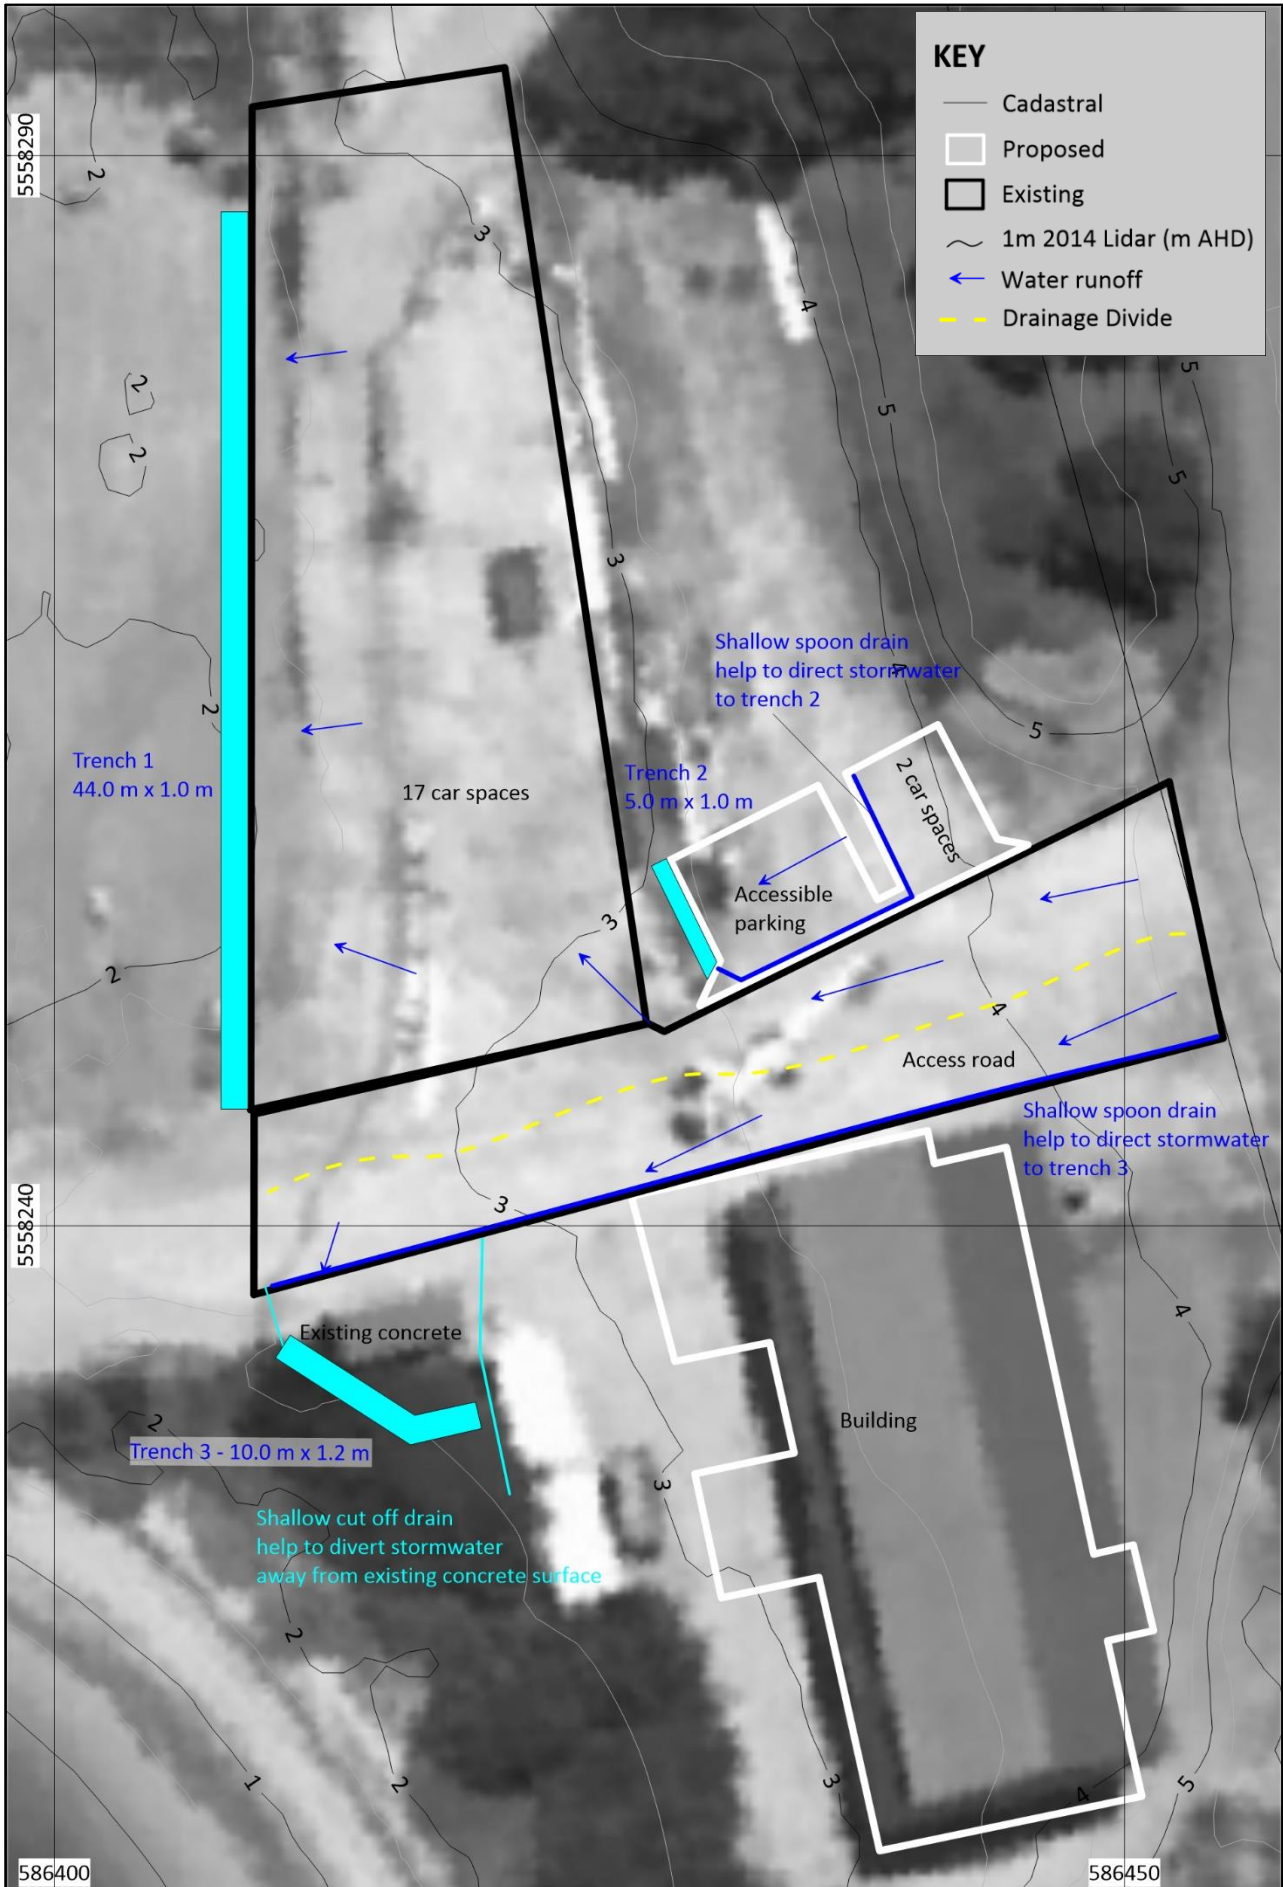 KEY
Cadastral
Proposed
Existing
1m 2014 Lidar (m AHD)
Water runoff
Drainage Divide
5558290
2
3
4
5
5
2
5
2
3
Shallow spoon drain
help to direct stormwater
to trench 2
4
2
5
Trench 1
44.0 m x 1.0 m
Trench 2
5.0 m x 1.0 m
17 car spaces
2 car spaces
Accessible
parking
3
2
4
Access road
Shallow spoon drain
help to direct stormwater
to trench 3
5558240
3
4
Existing concrete
Building
2
Trench 3 - 10.0 m x 1.2 m
3
Shallow cut off drain
help to divert stormwater
away from existing concrete surface
2
1
2
3
4
5
586400
586450